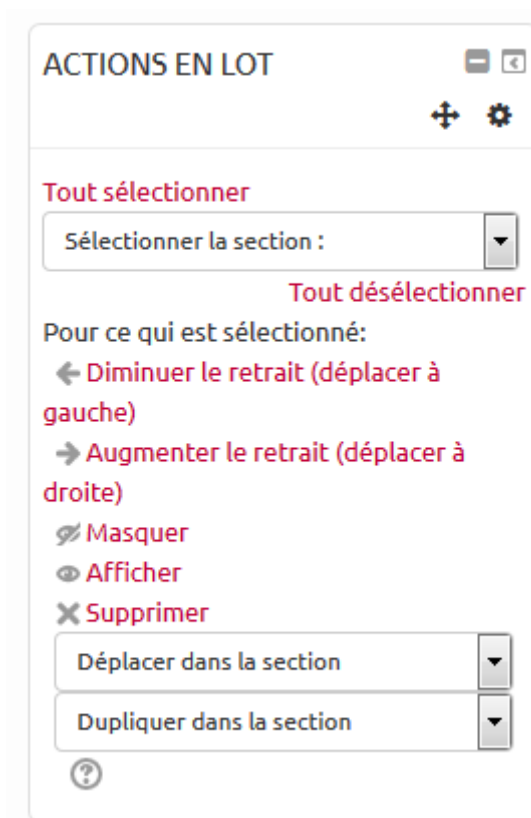 ACTIONS EN LOT
Tout sélectionner
Sélectionner la section :
Tout désélectionner
Pour ce qui est sélectionné:
Diminuer le retrait (déplacer à
gauche)
Augmenter le retrait (déplacer à
droite)
Masquer
Afficher
Supprimer
Déplacer dans la section
Dupliquer dans la section